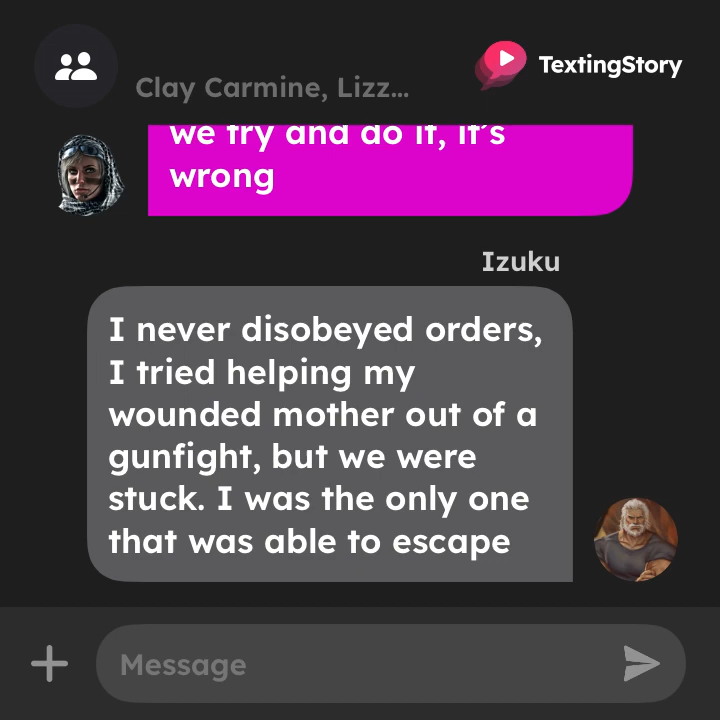 TextingStory
Clay Carmine, Lizz...
we try and do it, it's
wrong
Izuku
I never disobeyed orders,
I tried helping my
wounded mother out of a
gunfight, but we were
stuck. I was the only one
that was able to escape
Message